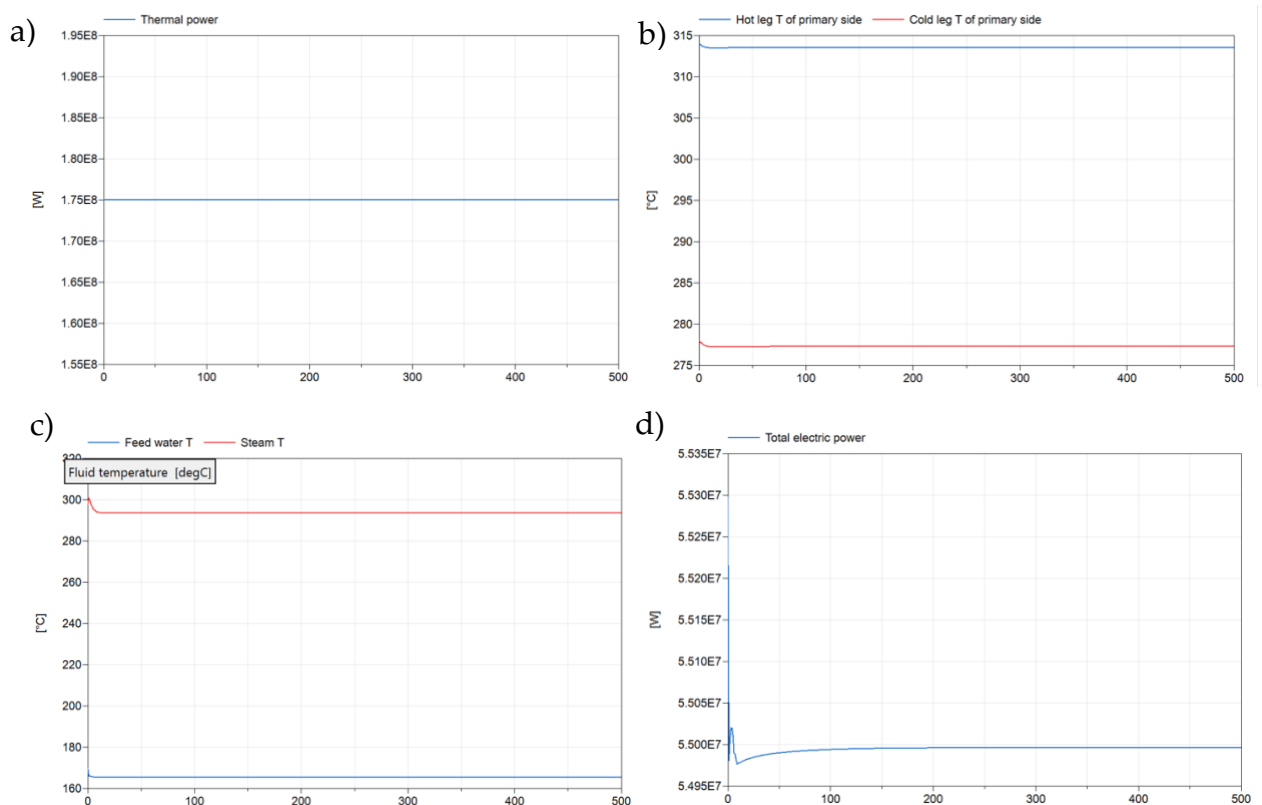 a)
Thermal power
1.95E8
1.90E8
1.85E8
1.80E8
[W]
1.75E8
1.70E8
1.65E8
1.60E8
1.55E8
0 100 200 300 400 500
b)
Hot leg T of primary side Cold leg T of primary side
315
310
305
300
[°C]
295
290
285
280
275
0 100 200 300 400 500
c)
Feed water T Steam T
320
Fluid temperature [degC]
300
280
260
240
[°C]
220
200
180
160
0 100 200 300 400 500
d)
Total electric power
5.535E7
5.530E7
5.525E7
5.520E7
5.515E7
[W]
5.510E7
5.505E7
5.500E7
5.495E7
0 100 200 300 400 500